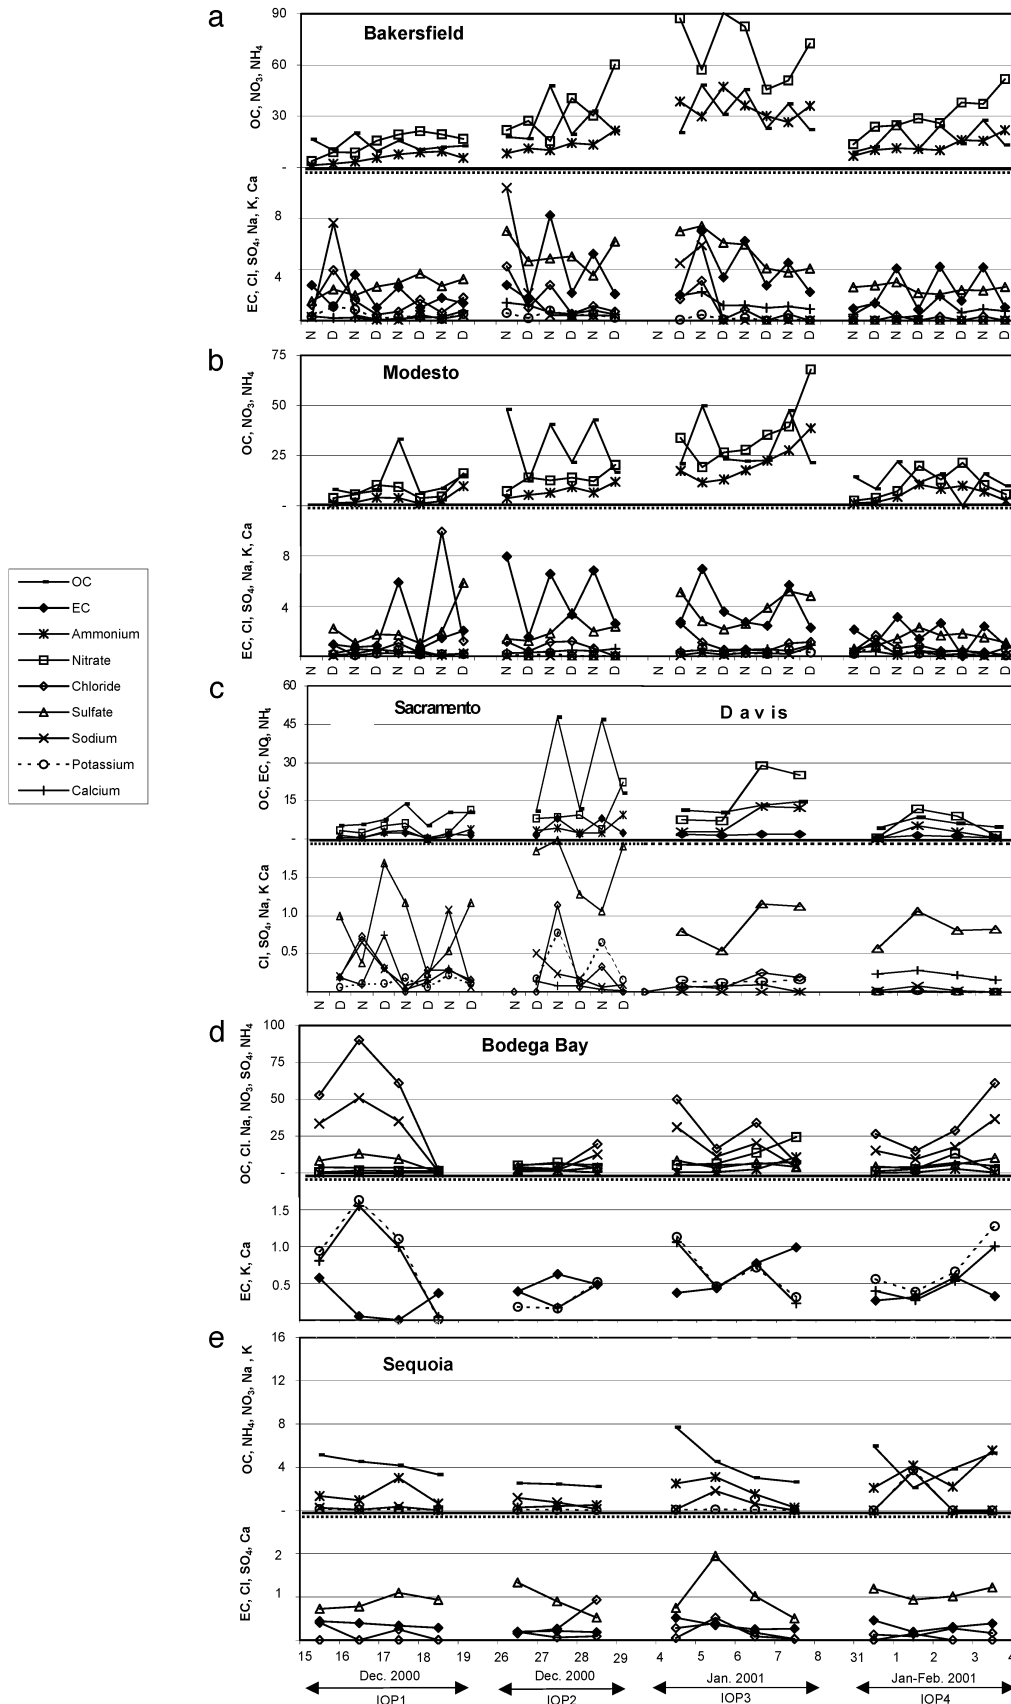 a
Bakersfield
OC, NO3, NH4
90
60
30
-
EC, Cl, SO4, Na, K, Ca
8
4
N D N D N D N D
N D N D N D
N N D N D N D
N D N D N D N D
b
Modesto
OC, NO3, NH4
75
50
25
-
EC, Cl, SO4, Na, K, Ca
8
4
N D N D N D N D
N D N D N D
N D N D N D N D
N D N D N D N D
OC
EC
Ammonium
Nitrate
Chloride
Sulfate
Sodium
Potassium
Calcium
c
Sacramento
Davis
OC, EC, NO3, NH4
60
45
30
15
-
Cl, SO4, Na, K Ca
1.5
1.0
0.5
N D N D N D N D
N D N D N D
d
Bodega Bay
OC, Cl. Na, NO3, SO4, NH4
100
75
50
25
-
EC, K, Ca
1.5
1.0
0.5
e
Sequoia
OC, NH4, NO3, Na , K
16
12
8
4
-
EC, Cl, SO4, Ca
2
1
15 16 17 18 19 26 27 28 29 4 5 6 7 8 31 1 2 3 4
Dec. 2000 Dec. 2000 Jan. 2001 Jan-Feb. 2001
IOP1 IOP2 IOP3 IOP4